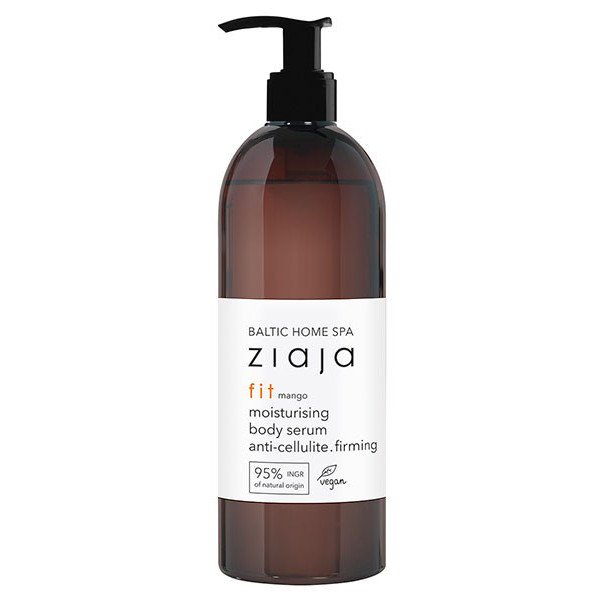 BALTIC HOME SPA
ziaja
fit mango
moisturising
body serum
anti-cellulite.firming
95% INGR
of natural origin
vegan